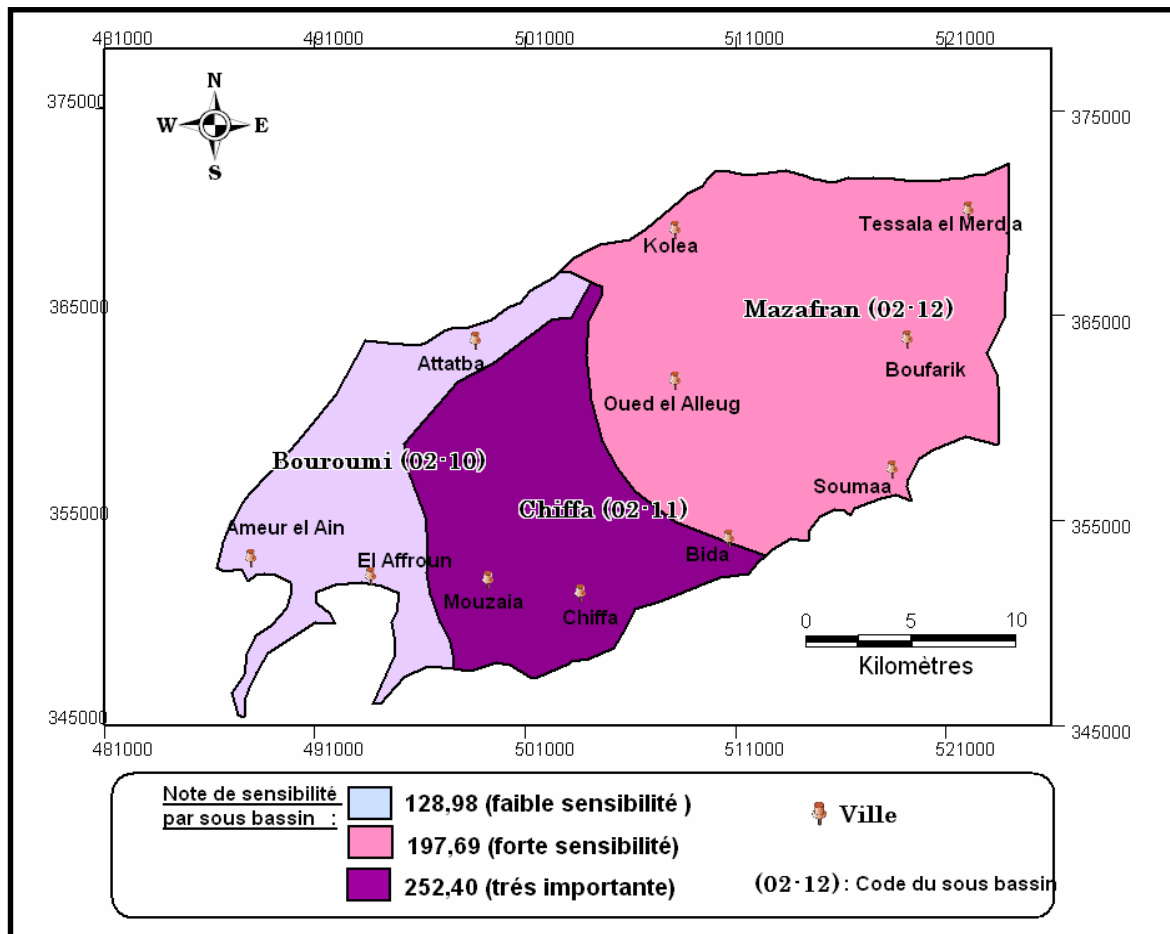 481000 491000 501000 511000 521000
375000
375000
N
W E
S
Tessala el Merdja
Kolea
365000
Mazafran (02-12)
365000
Attatba
Boufarik
Oued el Alleug
Bouroumi (02-10)
Soumaa
Chiffa (02-11)
355000
355000
Ameur el Ain
El Affroun
Bida
Mouzaia
Chiffa
0 5 10
Kilomètres
345000
345000
481000 491000 501000 511000 521000
Note de sensibilité
par sous bassin :
128,98 (faible sensibilité )
197,69 (forte sensibilité)
252,40 (trés importante)
Ville
(02-12) : Code du sous bassin